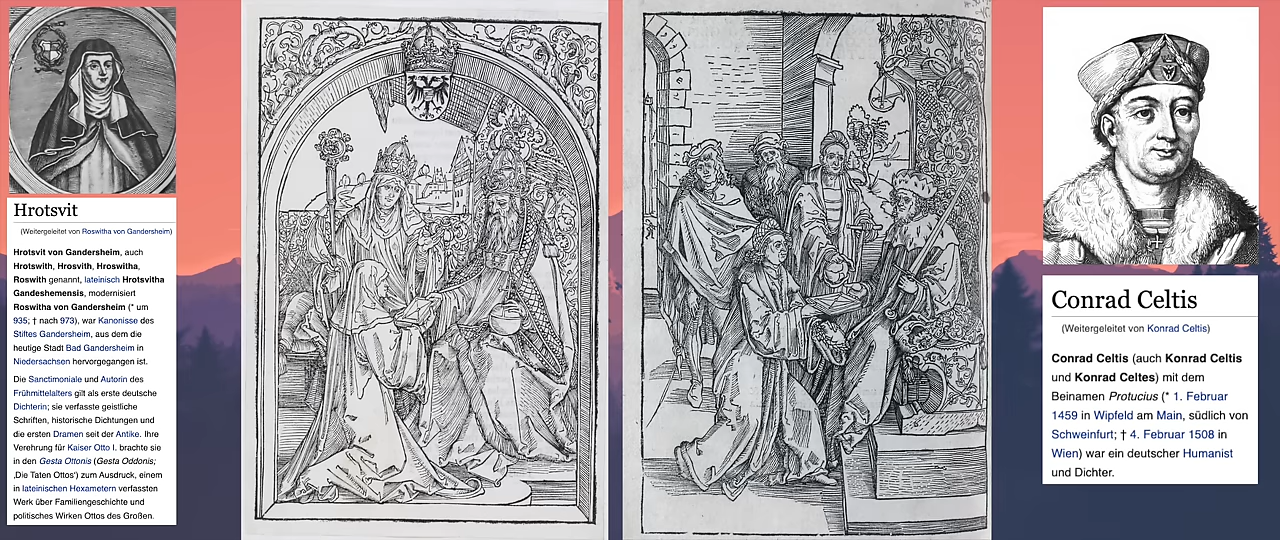 Hrotsvit
(Weitergeleitet von Roswitha von Gandersheim)
Hrotsvit von Gandersheim, auch
Hrotswith, Hrosvith, Hroswitha,
Roswith genannt, lateinisch Hrotsvitha
Gandeshemensis, modernisiert
Roswitha von Gandersheim (* um
935; † nach 973), war Kanonisse des
Stiftes Gandersheim, aus dem die
heutige Stadt Bad Gandersheim in
Niedersachsen hervorgegangen ist.
Die Sanctimoniale und Autorin des
Frühmittelalters gilt als erste deutsche
Dichterin; sie verfasste geistliche
Schriften, historische Dichtungen und
die ersten Dramen seit der Antike. Ihre
Verehrung für Kaiser Otto I. brachte sie
in den Gesta Ottonis (Gesta Oddonis;
‚Die Taten Ottos‘) zum Ausdruck, einem
in lateinischen Hexametern verfassten
Werk über Familiengeschichte und
politisches Wirken Ottos des Großen.
Conrad Celtis
(Weitergeleitet von Konrad Celtis)
Conrad Celtis (auch Konrad Celtis
und Konrad Celtes) mit dem
Beinamen Protucius (* 1. Februar
1459 in Wipfeld am Main, südlich von
Schweinfurt; † 4. Februar 1508 in
Wien) war ein deutscher Humanist
und Dichter.